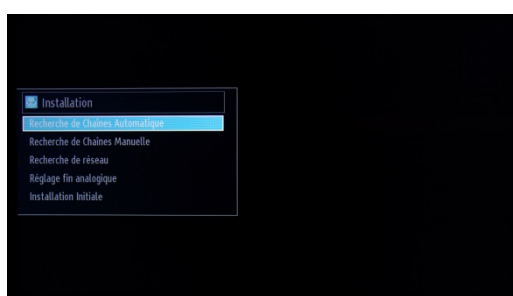 Installation
Recherche de Chaînes Automatique
Recherche de Chaînes Manuelle
Recherche de réseau
Réglage fin analogique
Installation Initiale